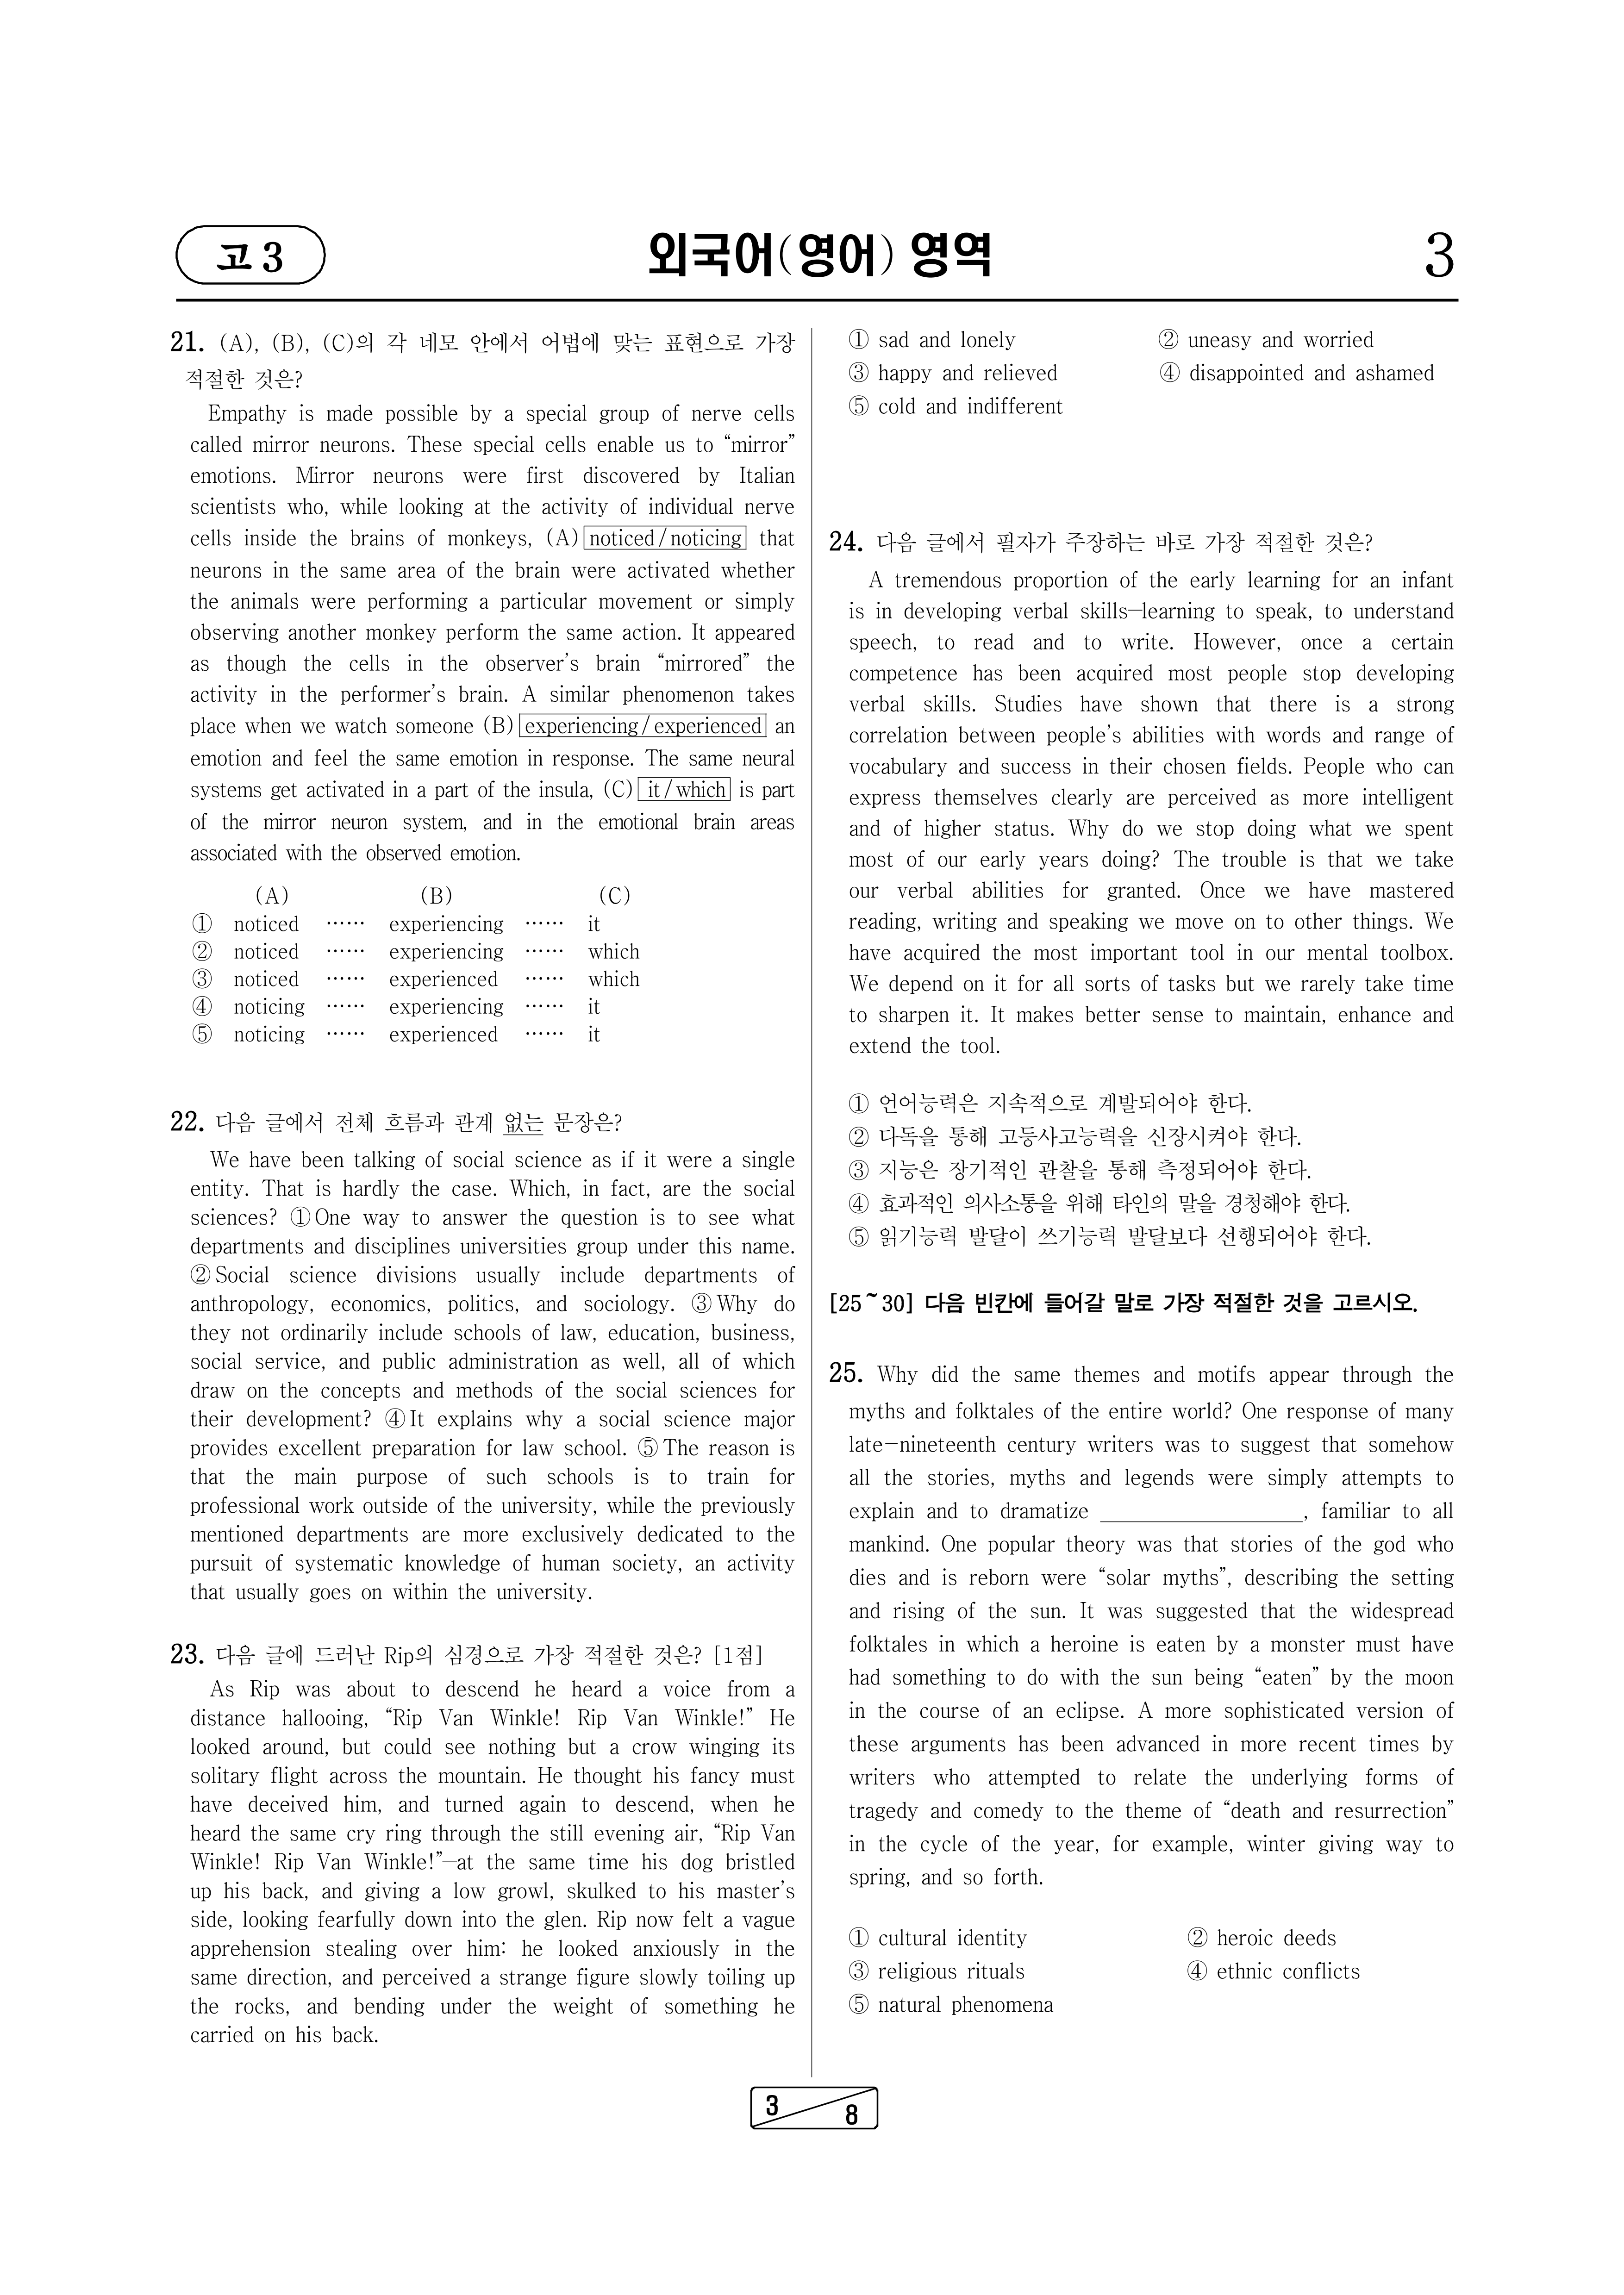 고 3
외국어(영어) 영역
3
21. (A), (B), (C)의 각 네모 안에서 어법에 맞는 표현으로 가장
적절한 것은?
Empathy is made possible by a special group of nerve cells
called mirror neurons. These special cells enable us to “mirror”
emotions. Mirror neurons were first discovered by Italian
scientists who, while looking at the activity of individual nerve
cells inside the brains of monkeys, (A) noticed / noticing that
neurons in the same area of the brain were activated whether
the animals were performing a particular movement or simply
observing another monkey perform the same action. It appeared
as though the cells in the observer’s brain “mirrored” the
activity in the performer’s brain. A similar phenomenon takes
place when we watch someone (B) experiencing / experienced an
emotion and feel the same emotion in response. The same neural
systems get activated in a part of the insula, (C) it / which is part
of the mirror neuron system, and in the emotional brain areas
associated with the observed emotion.
(A) (B) (C)
① noticed …… experiencing …… it
② noticed …… experiencing …… which
③ noticed …… experienced …… which
④ noticing …… experiencing …… it
⑤ noticing …… experienced …… it
22. 다음 글에서 전체 흐름과 관계 없는 문장은?
We have been talking of social science as if it were a single
entity. That is hardly the case. Which, in fact, are the social
sciences? ①One way to answer the question is to see what
departments and disciplines universities group under this name.
②Social science divisions usually include departments of
anthropology, economics, politics, and sociology. ③Why do
they not ordinarily include schools of law, education, business,
social service, and public administration as well, all of which
draw on the concepts and methods of the social sciences for
their development? ④It explains why a social science major
provides excellent preparation for law school. ⑤The reason is
that the main purpose of such schools is to train for
professional work outside of the university, while the previously
mentioned departments are more exclusively dedicated to the
pursuit of systematic knowledge of human society, an activity
that usually goes on within the university.
23. 다음 글에 드러난 Rip의 심경으로 가장 적절한 것은? [1점]
As Rip was about to descend he heard a voice from a
distance hallooing, “Rip Van Winkle! Rip Van Winkle!” He
looked around, but could see nothing but a crow winging its
solitary flight across the mountain. He thought his fancy must
have deceived him, and turned again to descend, when he
heard the same cry ring through the still evening air, “Rip Van
Winkle! Rip Van Winkle!”—at the same time his dog bristled
up his back, and giving a low growl, skulked to his master’s
side, looking fearfully down into the glen. Rip now felt a vague
apprehension stealing over him: he looked anxiously in the
same direction, and perceived a strange figure slowly toiling up
the rocks, and bending under the weight of something he
carried on his back.
① sad and lonely ② uneasy and worried
③ happy and relieved ④ disappointed and ashamed
⑤ cold and indifferent
24. 다음 글에서 필자가 주장하는 바로 가장 적절한 것은?
A tremendous proportion of the early learning for an infant
is in developing verbal skills—learning to speak, to understand
speech, to read and to write. However, once a certain
competence has been acquired most people stop developing
verbal skills. Studies have shown that there is a strong
correlation between people’s abilities with words and range of
vocabulary and success in their chosen fields. People who can
express themselves clearly are perceived as more intelligent
and of higher status. Why do we stop doing what we spent
most of our early years doing? The trouble is that we take
our verbal abilities for granted. Once we have mastered
reading, writing and speaking we move on to other things. We
have acquired the most important tool in our mental toolbox.
We depend on it for all sorts of tasks but we rarely take time
to sharpen it. It makes better sense to maintain, enhance and
extend the tool.
① 언어능력은 지속적으로 계발되어야 한다.
② 다독을 통해 고등사고능력을 신장시켜야 한다.
③ 지능은 장기적인 관찰을 통해 측정되어야 한다.
④ 효과적인 의사소통을 위해 타인의 말을 경청해야 한다.
⑤ 읽기능력 발달이 쓰기능력 발달보다 선행되어야 한다.
[25 ~ 30] 다음 빈칸에 들어갈 말로 가장 적절한 것을 고르시오.
25. Why did the same themes and motifs appear through the
myths and folktales of the entire world? One response of many
late-nineteenth century writers was to suggest that somehow
all the stories, myths and legends were simply attempts to
explain and to dramatize ________________, familiar to all
mankind. One popular theory was that stories of the god who
dies and is reborn were “solar myths”, describing the setting
and rising of the sun. It was suggested that the widespread
folktales in which a heroine is eaten by a monster must have
had something to do with the sun being “eaten” by the moon
in the course of an eclipse. A more sophisticated version of
these arguments has been advanced in more recent times by
writers who attempted to relate the underlying forms of
tragedy and comedy to the theme of “death and resurrection”
in the cycle of the year, for example, winter giving way to
spring, and so forth.
① cultural identity ② heroic deeds
③ religious rituals ④ ethnic conflicts
⑤ natural phenomena
3
8